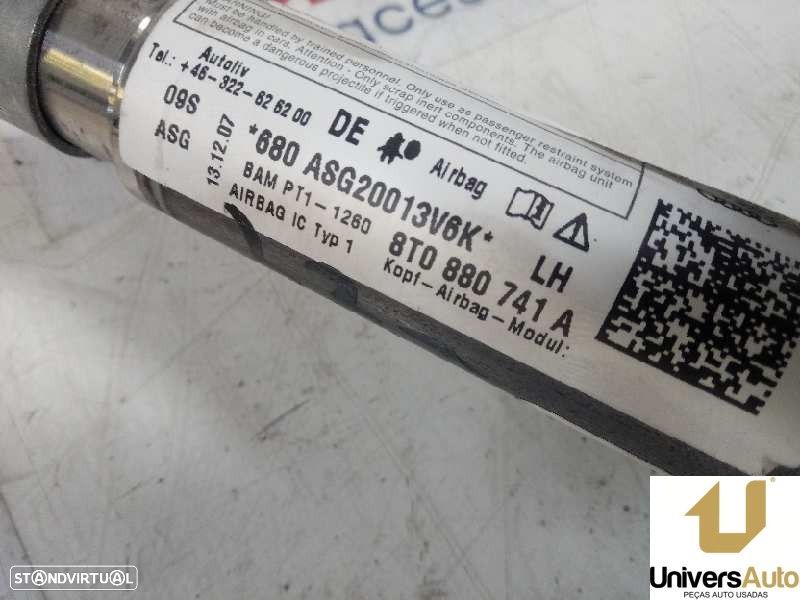 Must be handled by trained personnel. Only use as passenger restraint system
with airbag in cars. Attention - Only scrap inert components. The airbag unit
can become a dangerous projectile if triggered when not fitted.
Autoliv
Tel.: +46-322-626200
09S
ASG
13.12.07
DE
Airbag
*680 ASG20013V6K*
BAM PT1-1260
AIRBAG IC Typ 1
LH
8T0 880 741 A
Kopf-Airbag-Modul:
STANDVIRTUAL
UniversAuto
PEÇAS AUTO USADAS